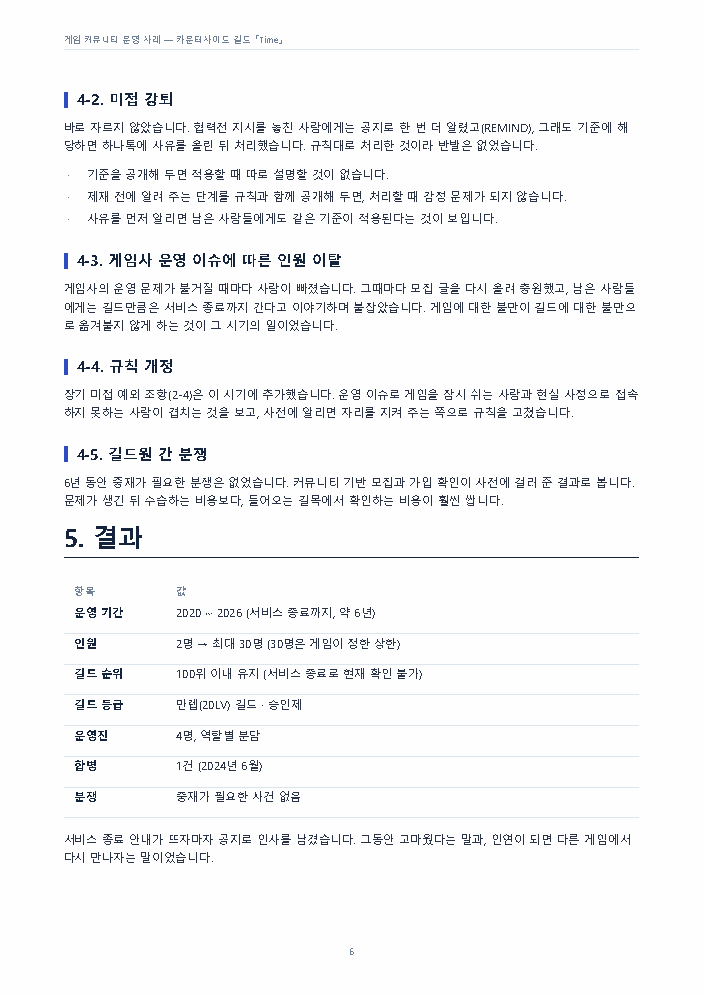 게임 커뮤니티 운영 사례 — 카운터사이드 길드 「Time」
4-2. 미접 강퇴
바로 자르지 않았습니다. 협력전 지시를 놓친 사람에게는 공지로 한 번 더 알렸고(REMIND), 그래도 기준에 해
당하면 하나톡에 사유를 올린 뒤 처리했습니다. 규칙대로 처리한 것이라 반발은 없었습니다.
· 기준을 공개해 두면 적용할 때 따로 설명할 것이 없습니다.
· 제재 전에 알려 주는 단계를 규칙과 함께 공개해 두면, 처리할 때 감정 문제가 되지 않습니다.
· 사유를 먼저 알리면 남은 사람들에게도 같은 기준이 적용된다는 것이 보입니다.
4-3. 게임사 운영 이슈에 따른 인원 이탈
게임사의 운영 문제가 불거질 때마다 사람이 빠졌습니다. 그때마다 모집 글을 다시 올려 충원했고, 남은 사람들
에게는 길드만큼은 서비스 종료까지 간다고 이야기하며 붙잡았습니다. 게임에 대한 불만이 길드에 대한 불만으
로 옮겨붙지 않게 하는 것이 그 시기의 일이었습니다.
4-4. 규칙 개정
장기 미접 예외 조항(2-4)은 이 시기에 추가했습니다. 운영 이슈로 게임을 잠시 쉬는 사람과 현실 사정으로 접속
하지 못하는 사람이 겹치는 것을 보고, 사전에 알리면 자리를 지켜 주는 쪽으로 규칙을 고쳤습니다.
4-5. 길드원 간 분쟁
6년 동안 중재가 필요한 분쟁은 없었습니다. 커뮤니티 기반 모집과 가입 확인이 사전에 걸러 준 결과로 봅니다.
문제가 생긴 뒤 수습하는 비용보다, 들어오는 길목에서 확인하는 비용이 훨씬 쌉니다.
5. 결과
항목 값
운영 기간 2020 ~ 2026 (서비스 종료까지, 약 6년)
인원 2명 → 최대 30명 (30명은 게임이 정한 상한)
길드 순위 100위 이내 유지 (서비스 종료로 현재 확인 불가)
길드 등급 만렙(20LV) 길드 · 승인제
운영진 4명, 역할별 분담
합병 1건 (2024년 6월)
분쟁 중재가 필요한 사건 없음
서비스 종료 안내가 뜨자마자 공지로 인사를 남겼습니다. 그동안 고마웠다는 말과, 인연이 되면 다른 게임에서
다시 만나자는 말이었습니다.
6